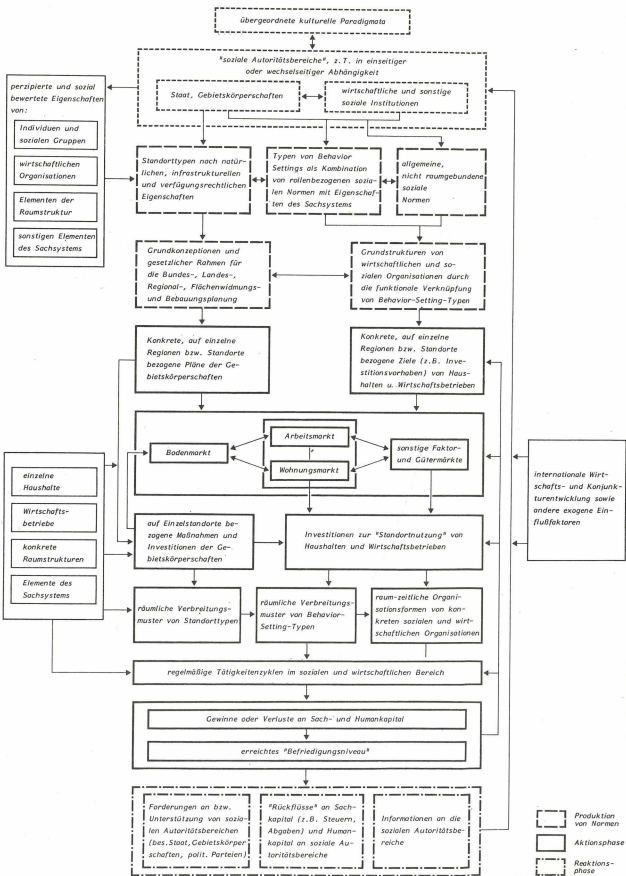 übergeordnete kulturelle Paradigmata
"soziale Autoritätsbereiche", z.T. in einseitiger
oder wechselseitiger Abhängigkeit
Staat, Gebietskörperschaften
wirtschaftliche und sonstige
soziale Institutionen
perzipierte und sozial
bewertete Eigenschaften
von:
Individuen und
sozialen Gruppen
wirtschaftlichen
Organisationen
Elementen der
Raumstruktur
sonstigen Elementen
des Sachsystems
Standorttypen nach natür-
lichen, infrastrukturellen
und verfügungsrechtlichen
Eigenschaften
Typen von Behavior
Settings als Kombination
von rollenbezogenen sozia-
len Normen mit Eigenschaf-
ten des Sachsystems
allgemeine,
nicht raumgebundene
soziale
Normen
Grundkonzeptionen und
gesetzlicher Rahmen für
die Bundes-, Landes-,
Regional-, Flächenwidmungs-
und Bebauungsplanung
Grundstrukturen von
wirtschaftlichen und so-
zialen Organisationen durch
die funktionale Verknüpfung
von Behavior-Setting-Typen
Konkrete, auf einzelne
Regionen bzw. Standorte
bezogene Pläne der Ge-
bietskörperschaften
Konkrete, auf einzelne
Regionen bzw. Standorte
bezogene Ziele (z.B. Inve-
stitionsvorhaben) von Haus-
halten u. Wirtschaftsbetrieben
Bodenmarkt
Arbeitsmarkt
Wohnungsmarkt
sonstige Faktor-
und Gütermärkte
internationale Wirt-
schafts- und Konjunk-
turentwicklung sowie
andere exogene Ein-
flußfaktoren
einzelne
Haushalte
Wirtschafts-
betriebe
konkrete
Raumstrukturen
Elemente des
Sachsystems
auf Einzelstandorte be-
zogene Maßnahmen und
Investitionen der Ge-
bietskörperschaften
Investitionen zur "Standortnutzung" von
Haushalten und Wirtschaftsbetrieben
räumliche Verbreitungs-
muster von Standorttypen
räumliche Verbreitungs-
muster von Behavior-
Setting-Typen
raum-zeitliche Organi-
sationsformen von kon-
kreten sozialen und wirt-
schaftlichen Organisationen
regelmäßige Tätigkeitenzyklen im sozialen und wirtschaftlichen Bereich
Gewinne oder Verluste an Sach- und Humankapital
erreichtes "Befriedigungsniveau"
Forderungen an bzw.
Unterstützung von sozia-
len Autoritätsbereichen
(bes.Staat,Gebietskörper
schaften, polit. Parteien)
"Rückflüsse" an Sach-
kapital (z.B. Steuern,
Abgaben) und Human-
kapital an soziale Au-
toritätsbereiche
Informationen an die
sozialen Autoritätsbe-
reiche
Produktion
von Normen
Aktionsphase
Reaktions-
phase